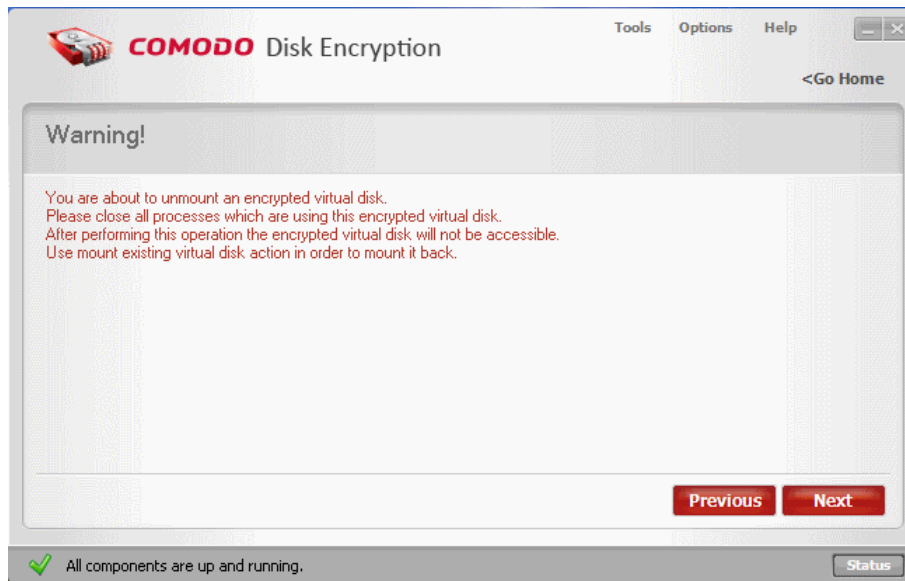 COMODO Disk Encryption
Tools Options Help
<Go Home
Warning!
You are about to unmount an encrypted virtual disk.
Please close all processes which are using this encrypted virtual disk.
After performing this operation the encrypted virtual disk will not be accessible.
Use mount existing virtual disk action in order to mount it back.
Previous Next
All components are up and running.
Status